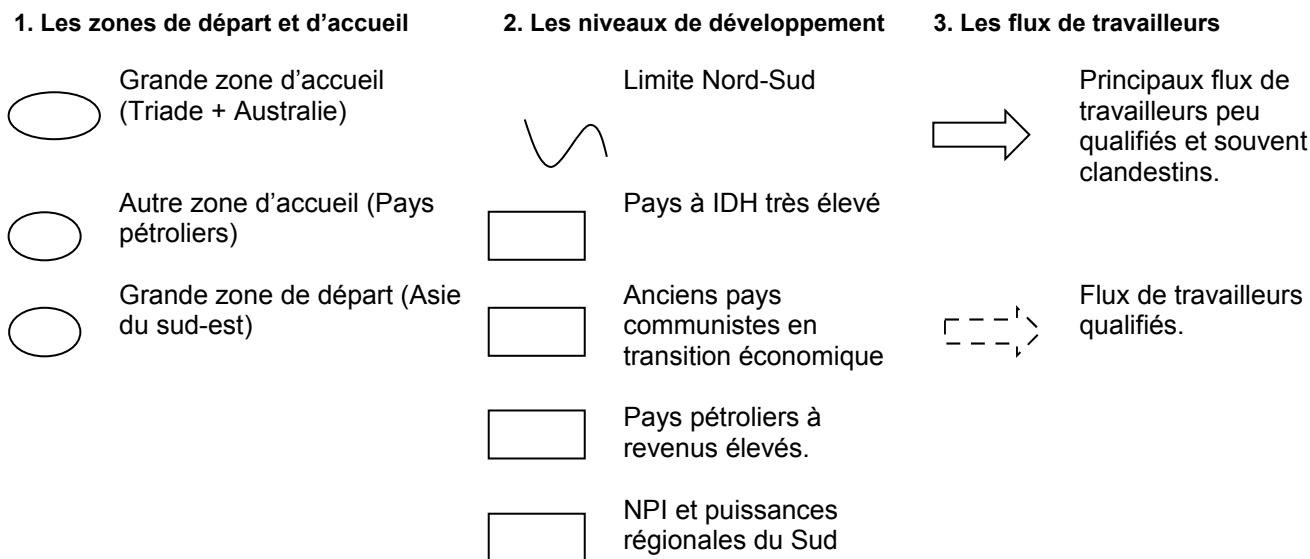 1. Les zones de départ et d’accueil
Grande zone d’accueil
(Triade + Australie)
Autre zone d’accueil (Pays
pétroliers)
Grande zone de départ (Asie
du sud-est)
2. Les niveaux de développement
Limite Nord-Sud
Pays à IDH très élevé
Anciens pays
communistes en
transition économique
Pays pétroliers à
revenus élevés.
NPI et puissances
régionales du Sud
3. Les flux de travailleurs
Principaux flux de
travailleurs peu
qualifiés et souvent
clandestins.
Flux de travailleurs
qualifiés.